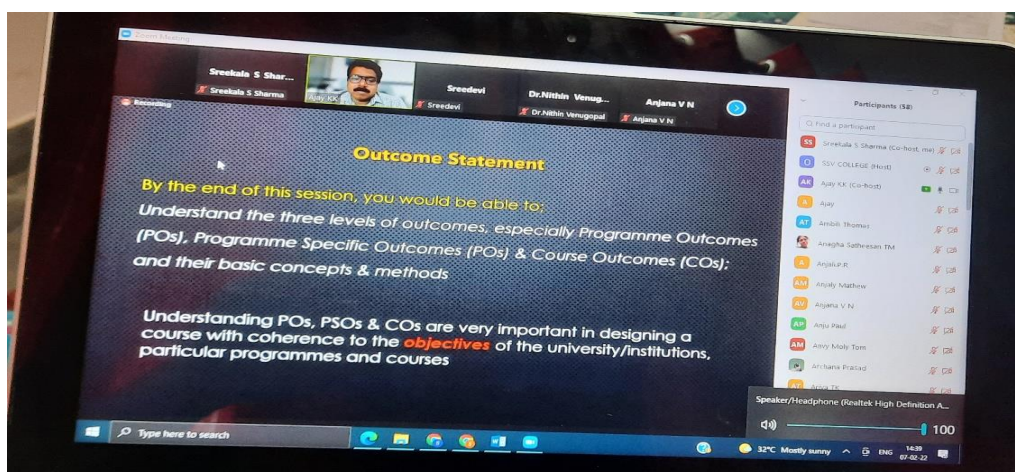 Zoom Meeting
Sreekala S Shar...
Sreekala S Sharma
Ajay KK
Sreedevi
Sreedevi
Dr.Nithin Venug...
Dr.Nithin Venugopal
Anjana V N
Anjana V N
Recording
Outcome Statement
By the end of this session, you would be able to;
Understand the three levels of outcomes, especially Programme Outcomes
(POs), Programme Specific Outcomes (POs) & Course Outcomes (COs);
and their basic concepts & methods
Understanding POs, PSOs & COs are very important in designing a
course with coherence to the objectives of the university/institutions,
particular programmes and courses
Participants (58)
Find a participant
SS Sreekala S Sharma (Co-host, me)
O SSV COLLEGE (Host)
AK Ajay KK (Co-host)
A Ajay
AT Ambili Thomas
Anagha Satheesan TM
A Anjali.P.R
AM Anjaly Mathew
AV Anjana V N
AP Anju Paul
AM Anvy Moly Tom
Archana Prasad
AT Ariya TK
Speaker/Headphone (Realtek High Definition A...
100
Type here to search
32°C Mostly sunny
ENG
14:39
07-02-22